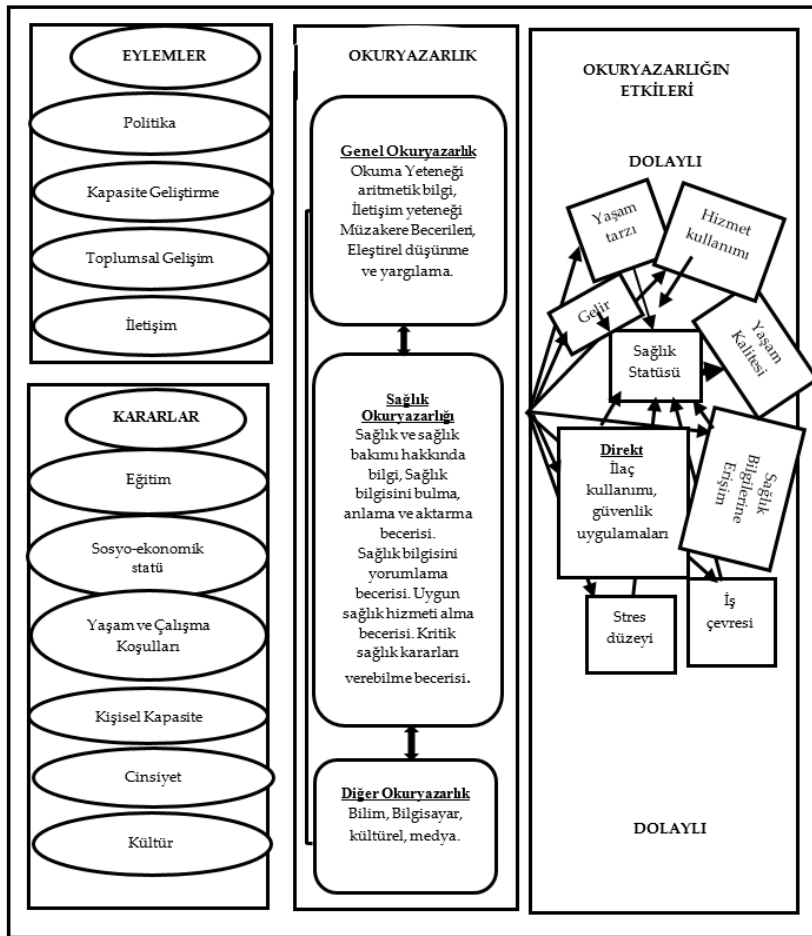 EYLEMLER
Politika
Kapasite Geliştirme
Toplumsal Gelişim
İletişim
KARARLAR
Eğitim
Sosyo-ekonomik
statü
Yaşam ve Çalışma
Koşulları
Kişisel Kapasite
Cinsiyet
Kültür
OKURYAZARLIK
Genel Okuryazarlık
Okuma Yeteneği
aritmetik bilgi,
İletişim yeteneği
Müzakere Becerileri,
Eleştirel düşünme
ve yargılama.
Sağlık
Okuryazarlığı
Sağlık ve sağlık
bakımı hakkında
bilgi, Sağlık
bilgisini bulma,
anlama ve aktarma
becerisi.
Sağlık bilgisini
yorumlama
becerisi. Uygun
sağlık hizmeti alma
becerisi. Kritik
sağlık kararları
verebilme becerisi.
Diğer Okuryazarlık
Bilim, Bilgisayar,
kültürel, medya.
OKURYAZARLIĞIN
ETKİLERİ
DOLAYLI
Yaşam
tarzı
Hizmet
kullanımı
Gelir
Sağlık
Statüsü
Yaşam
Kalitesi
Direkt
İlaç
kullanımı,
güvenlik
uygulamaları
Sağlık
Bilgilerine
Erişim
Stres
düzeyi
İş
çevresi
DOLAYLI